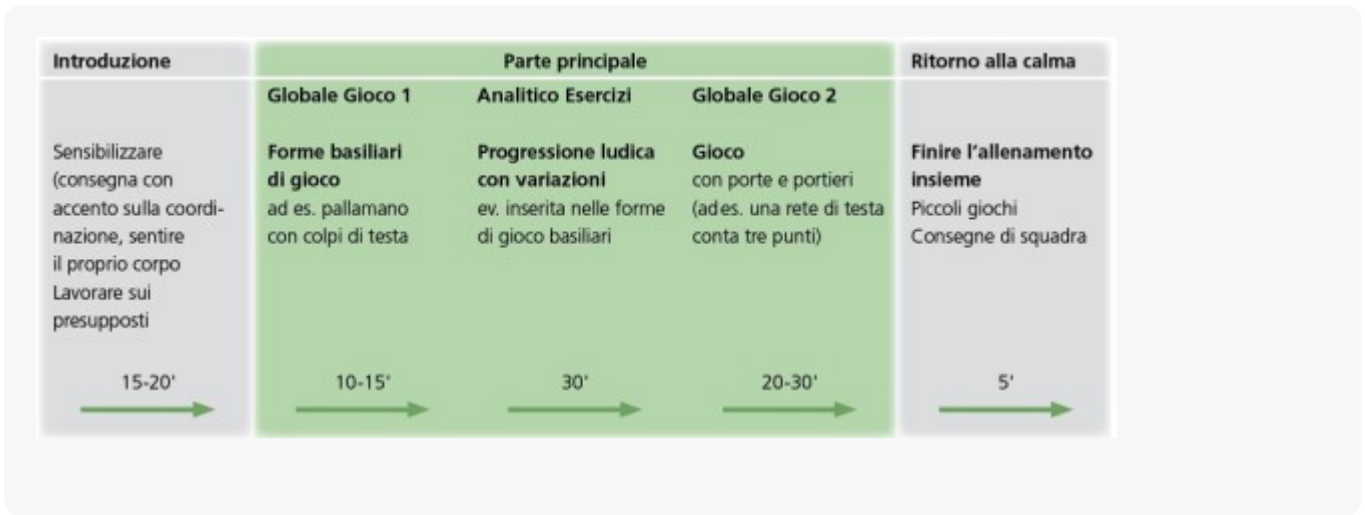 Introduzione
Parte principale
Ritorno alla calma
Globale Gioco 1
Analitico Esercizi
Globale Gioco 2
Sensibilizzare
(consegna con
accento sulla coordi-
nazione, sentire
il proprio corpo
Lavorare sui
presupposti
Forme basiliari
di gioco
ad es. pallamano
con colpi di testa
Progressione ludica
con variazioni
ev. inserita nelle forme
di gioco basiliari
Gioco
con porte e portieri
(ad es. una rete di testa
conta tre punti)
Finire l'allenamento
insieme
Piccoli giochi
Consegne di squadra
15-20'
10-15'
30'
20-30'
5'